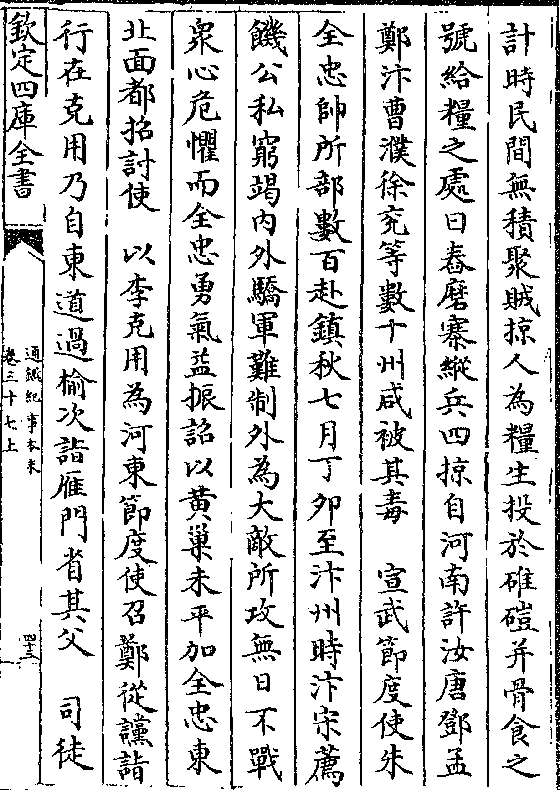 計時民間無積聚賊掠人為糧生投於碓磑并骨食之
號給糧之處曰舂磨寨縱兵四掠自河南許汝唐鄧孟
鄭汴曹濮徐兗等數十州咸被其毒　宣武節度使朱
全忠帥所部數百赴鎮秋七月丁卯至汴州時汴宋薦
饑公私窮竭内外驕軍難制外為大敵所攻無日不戰
衆心危懼而全忠勇氣益振詔以黄巢未平加全忠東
北面都招討使　以李克用為河東節度使召鄭從讜詣
行在克用乃自東道過榆次詣雁門省其父　司徒
欽定四庫全書
通鑑紀事本末
卷三十七上
四十三